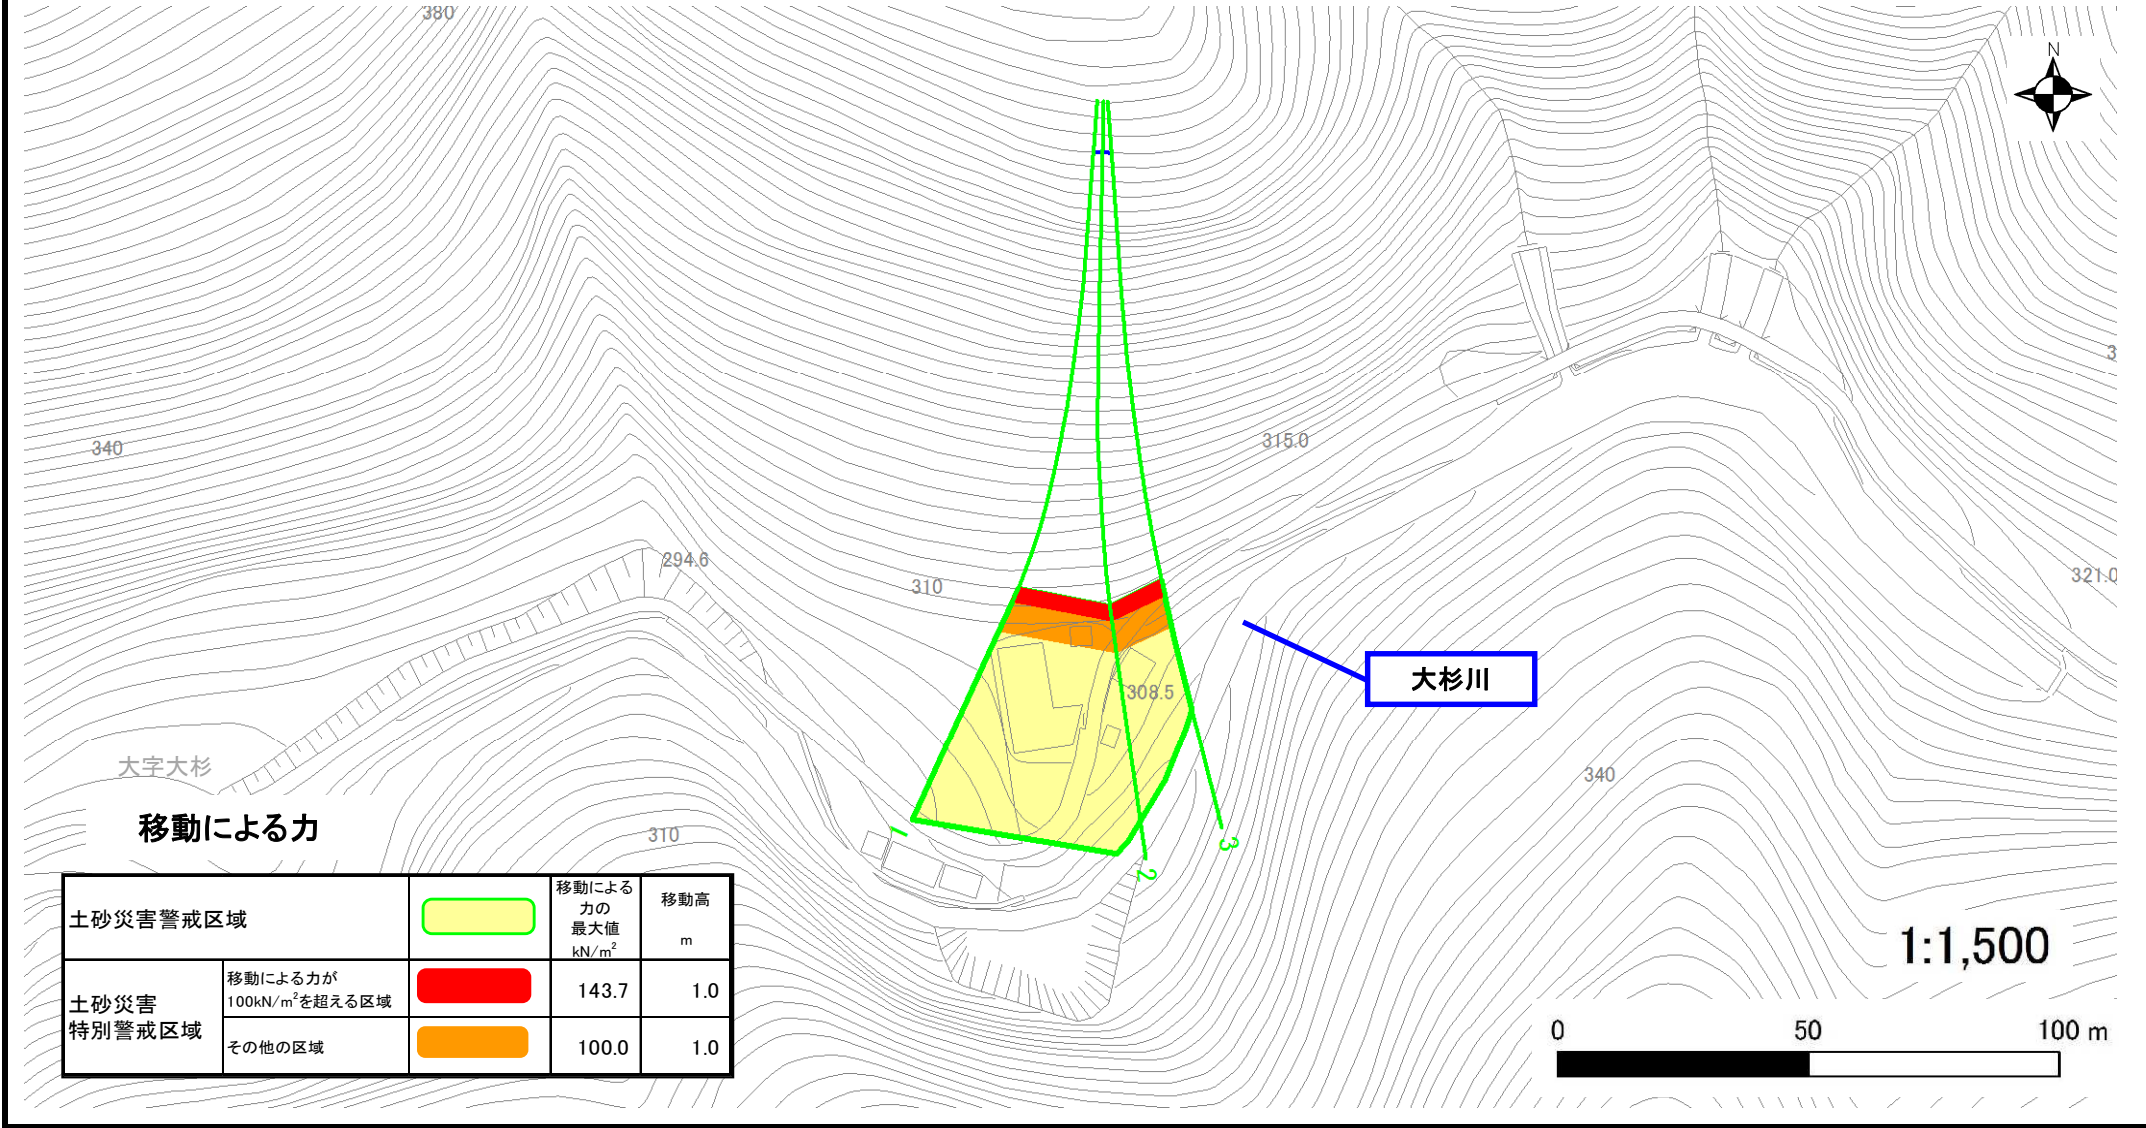 380
N
340
315.0
3
294.6
310
321.0
308.5
大杉川
大字大杉
340
移動による力
310
1
2
3
土砂災害警戒区域
移動による
力の
最大値
kN/m²
移動高
m
土砂災害
特別警戒区域
移動による力が
100kN/m²を超える区域
143.7
1.0
その他の区域
100.0
1.0
1:1,500
0
50
100 m